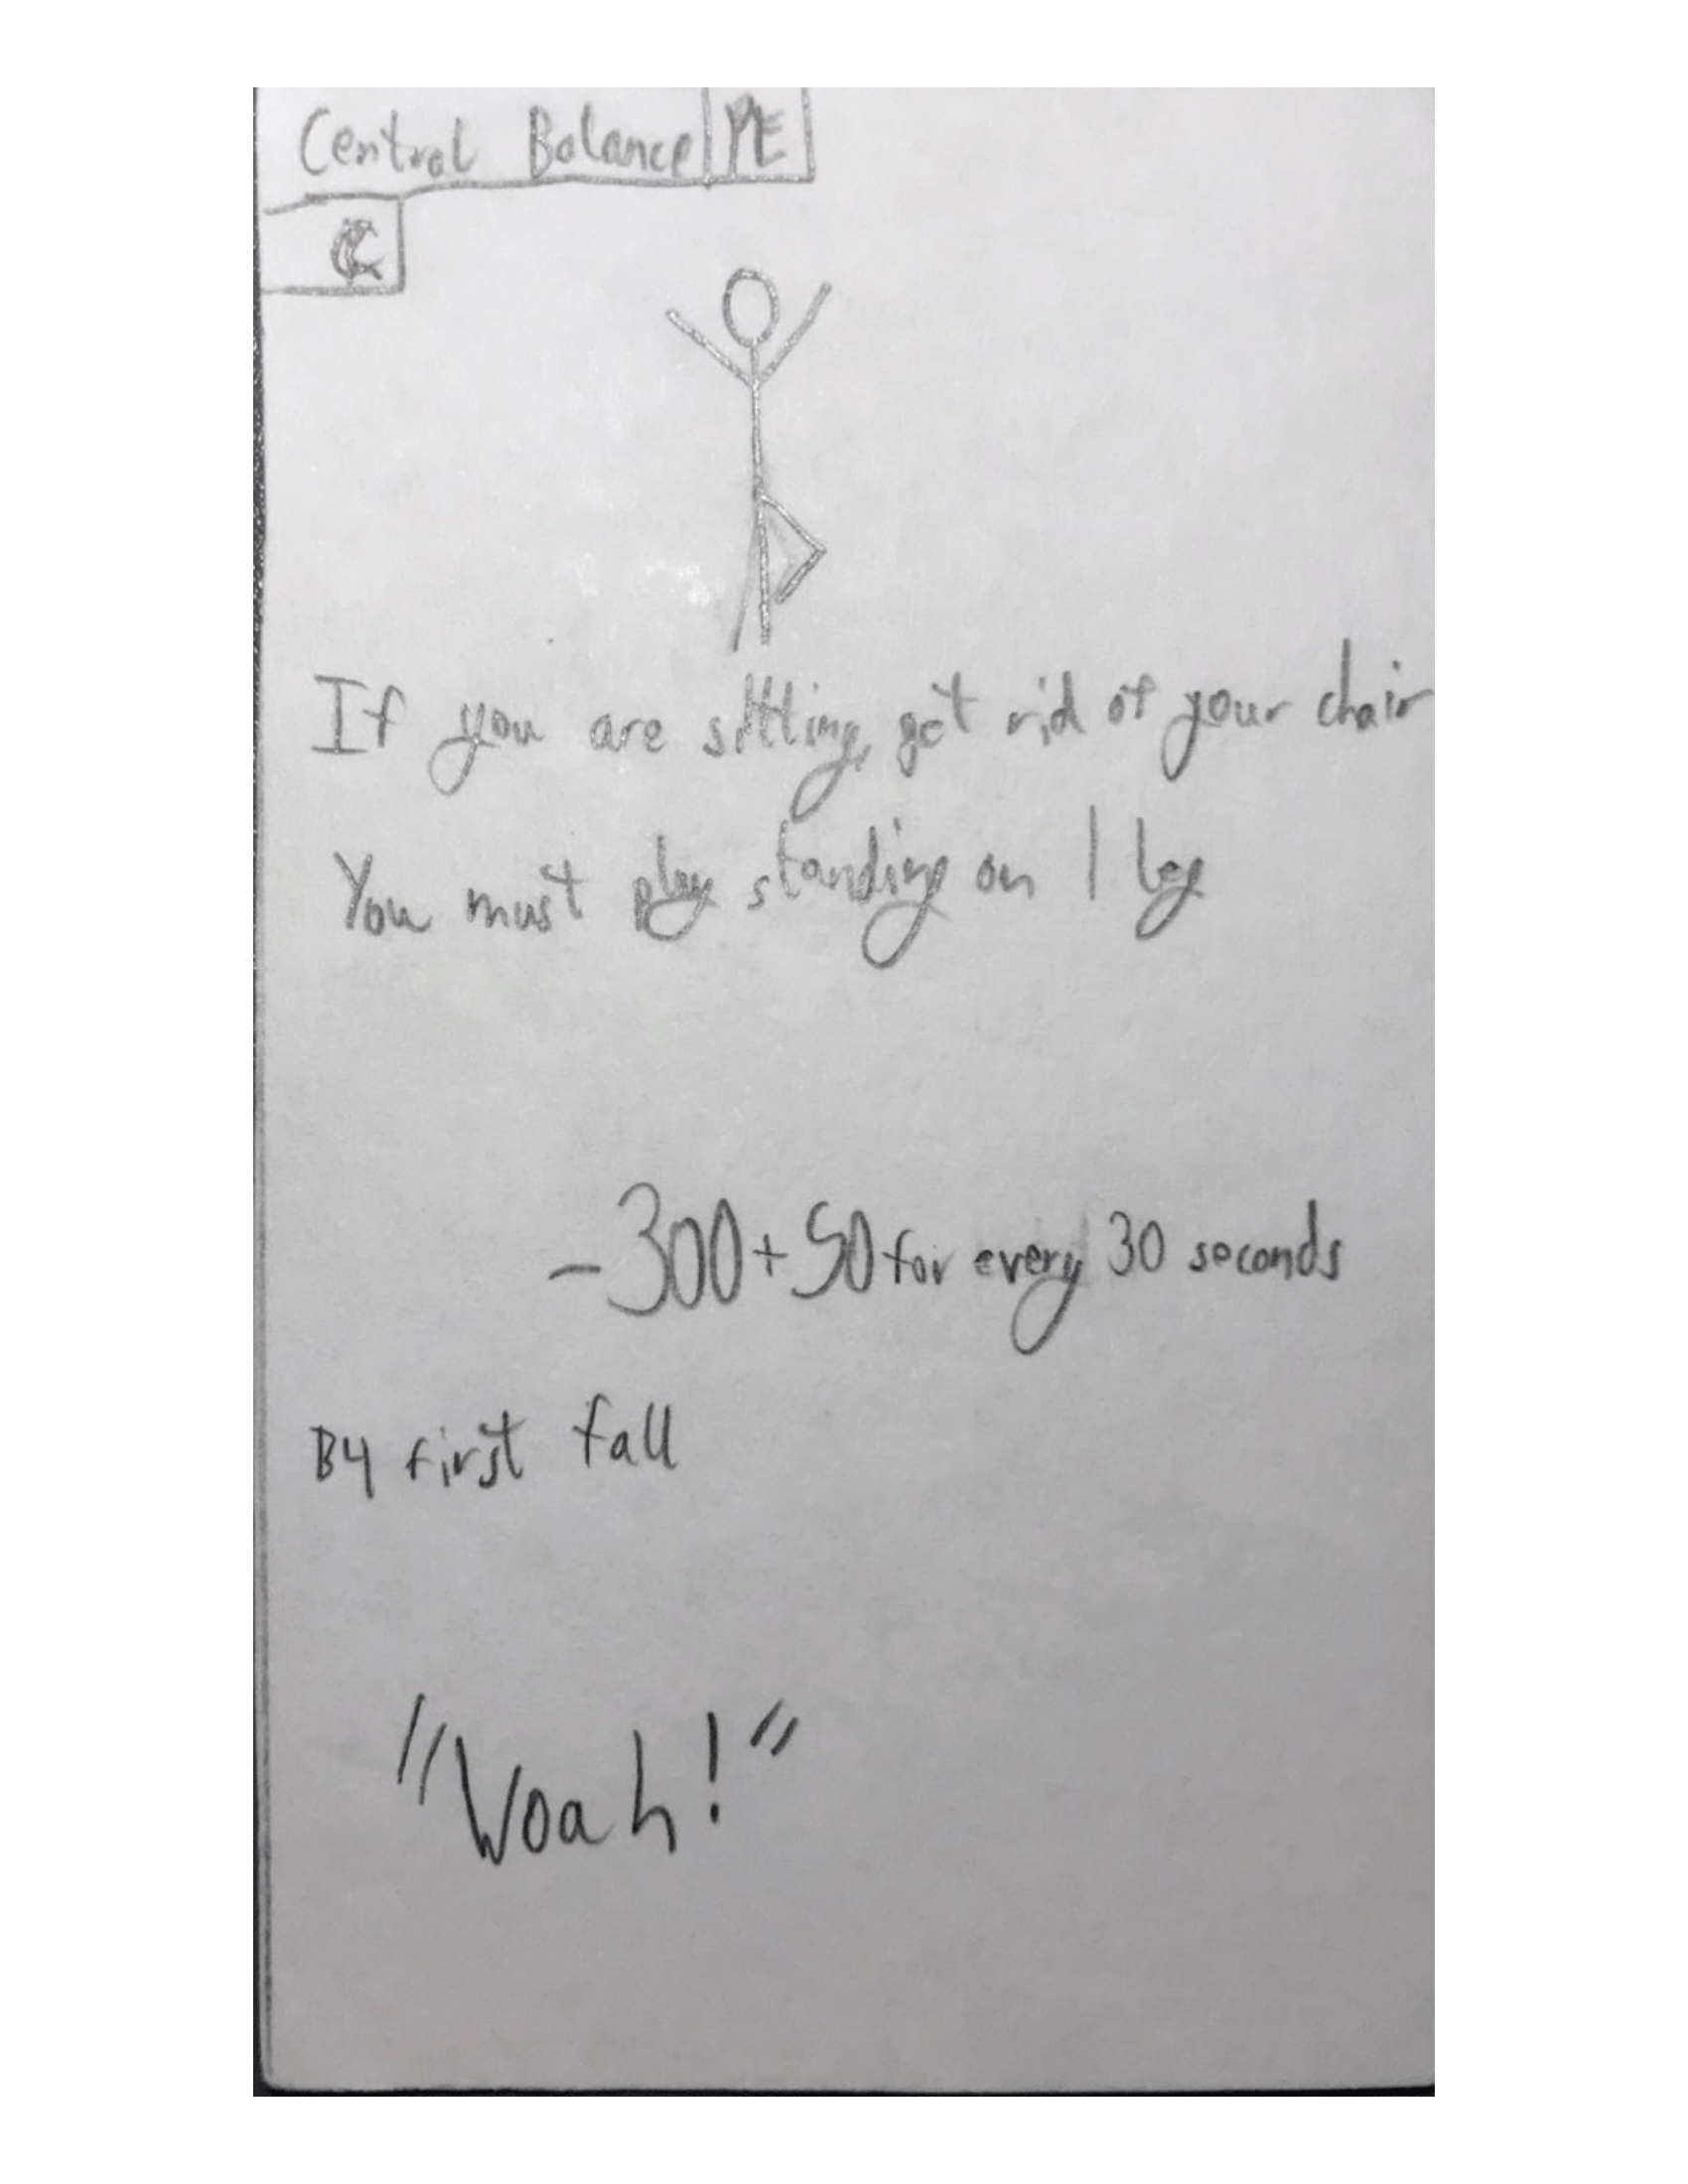 Central Balance PE
C
If you are sitting, get rid of your chair
You must play standing on 1 leg
-300+50 for every 30 seconds
By first fall
"Woah!"